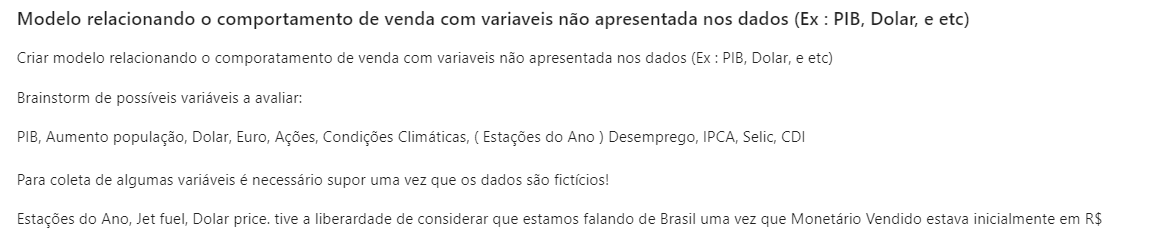 Modelo relacionando o comportamento de venda com variaveis não apresentada nos dados (Ex : PIB, Dolar, e etc)
Criar modelo relacionando o comporatamento de venda com variaveis não apresentada nos dados (Ex : PIB, Dolar, e etc)
Brainstorm de possíveis variáveis a avaliar:
PIB, Aumento população, Dolar, Euro, Ações, Condições Climáticas, ( Estações do Ano ) Desemprego, IPCA, Selic, CDI
Para coleta de algumas variáveis é necessário supor uma vez que os dados são fictícios!
Estações do Ano, Jet fuel, Dolar price. tive a liberardade de considerar que estamos falando de Brasil uma vez que Monetário Vendido estava inicialmente em R$